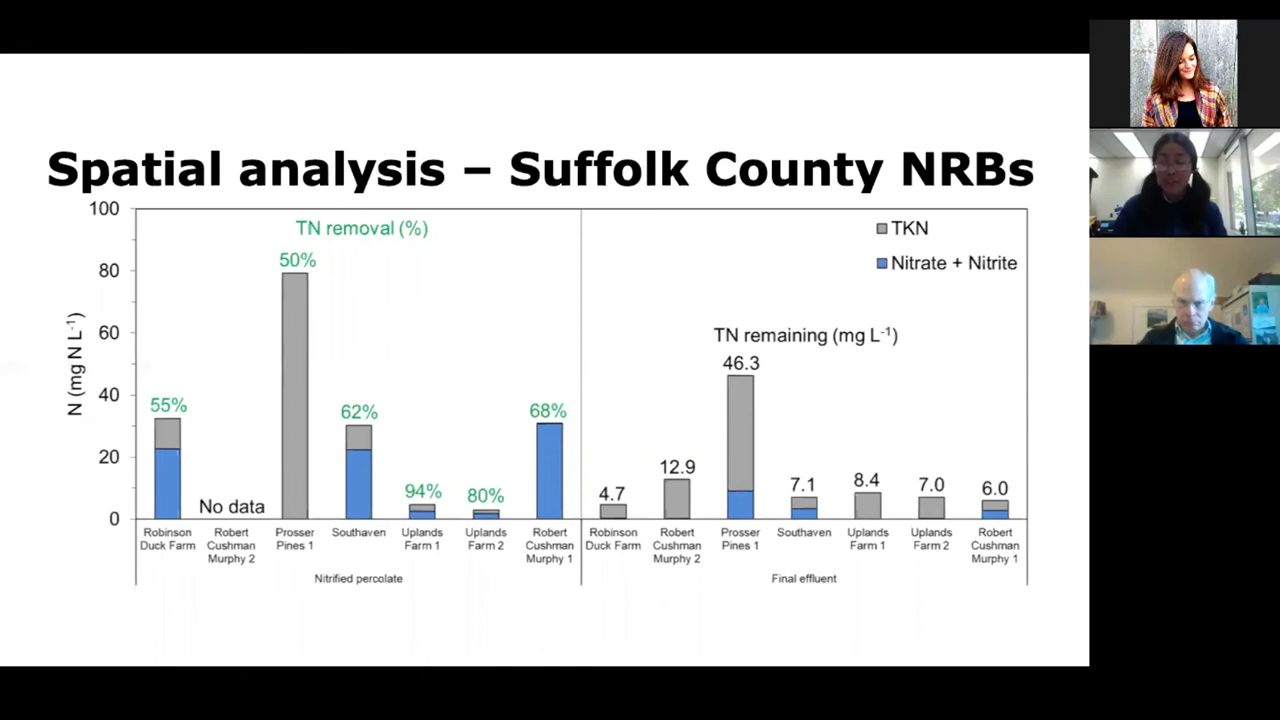 Spatial analysis – Suffolk County NRBs
N (mg N L-1)
100
80
60
40
20
0
TN removal (%)
55%
No data
50%
62%
94%
80%
68%
Robinson Duck Farm
Robert Cushman Murphy 2
Prosser Pines 1
Southaven
Uplands Farm 1
Uplands Farm 2
Robert Cushman Murphy 1
Nitrified percolate
TKN
Nitrate + Nitrite
TN remaining (mg L-1)
4.7
12.9
46.3
7.1
8.4
7.0
6.0
Robinson Duck Farm
Robert Cushman Murphy 2
Prosser Pines 1
Southaven
Uplands Farm 1
Uplands Farm 2
Robert Cushman Murphy 1
Final effluent